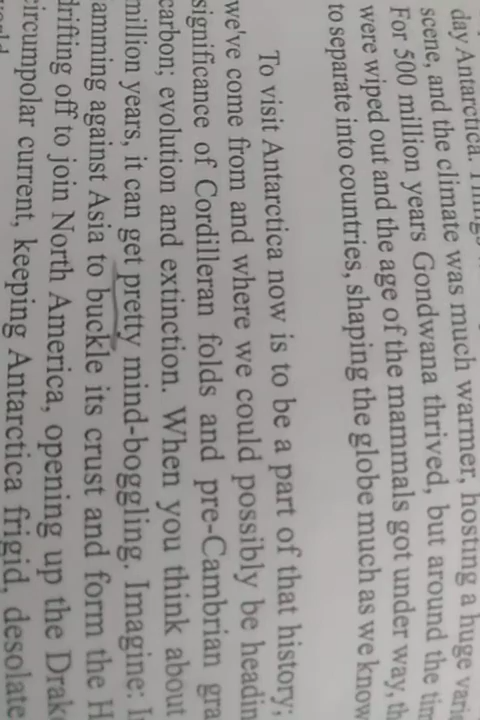 day Antarctica.
scene, and the climate was much warmer, hosting a huge vari
For 500 million years Gondwana thrived, but around the tim
were wiped out and the age of the mammals got under way, th
to separate into countries, shaping the globe much as we know
To visit Antarctica now is to be a part of that history;
we've come from and where we could possibly be headin
significance of Cordilleran folds and pre-Cambrian gra
carbon; evolution and extinction. When you think about
million years, it can get pretty mind-boggling. Imagine: I
amming against Asia to buckle its crust and form the H
drifting off to join North America, opening up the Drak
circumpolar current, keeping Antarctica frigid, desolate